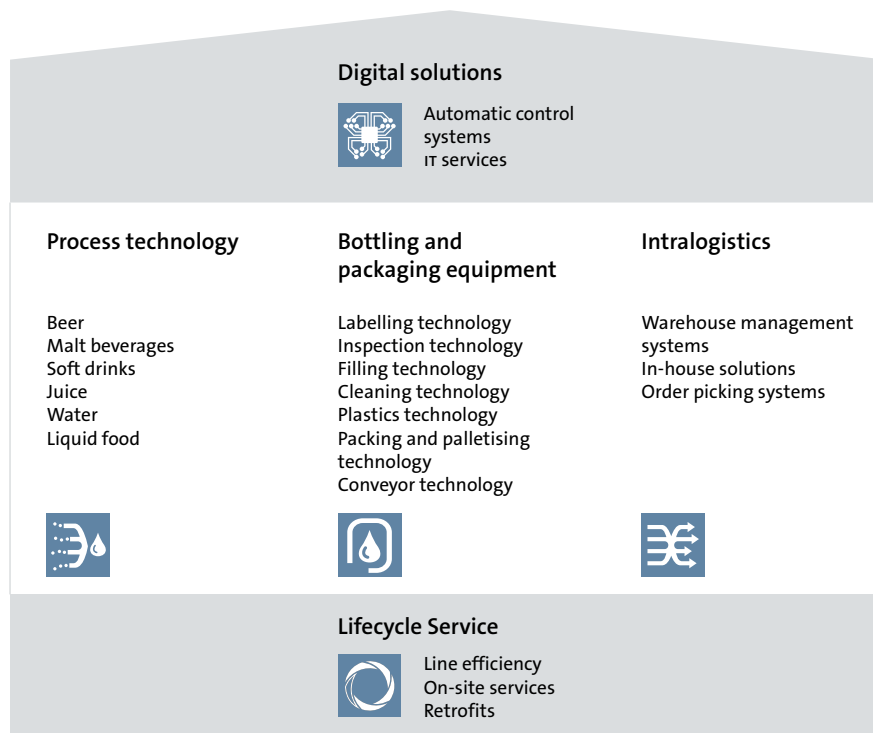 Digital solutions
Automatic control
systems
IT services
Process technology
Beer
Malt beverages
Soft drinks
Juice
Water
Liquid food
Bottling and
packaging equipment
Labelling technology
Inspection technology
Filling technology
Cleaning technology
Plastics technology
Packing and palletising
technology
Conveyor technology
Intralogistics
Warehouse management
systems
In-house solutions
Order picking systems
Lifecycle Service
Line efficiency
On-site services
Retrofits